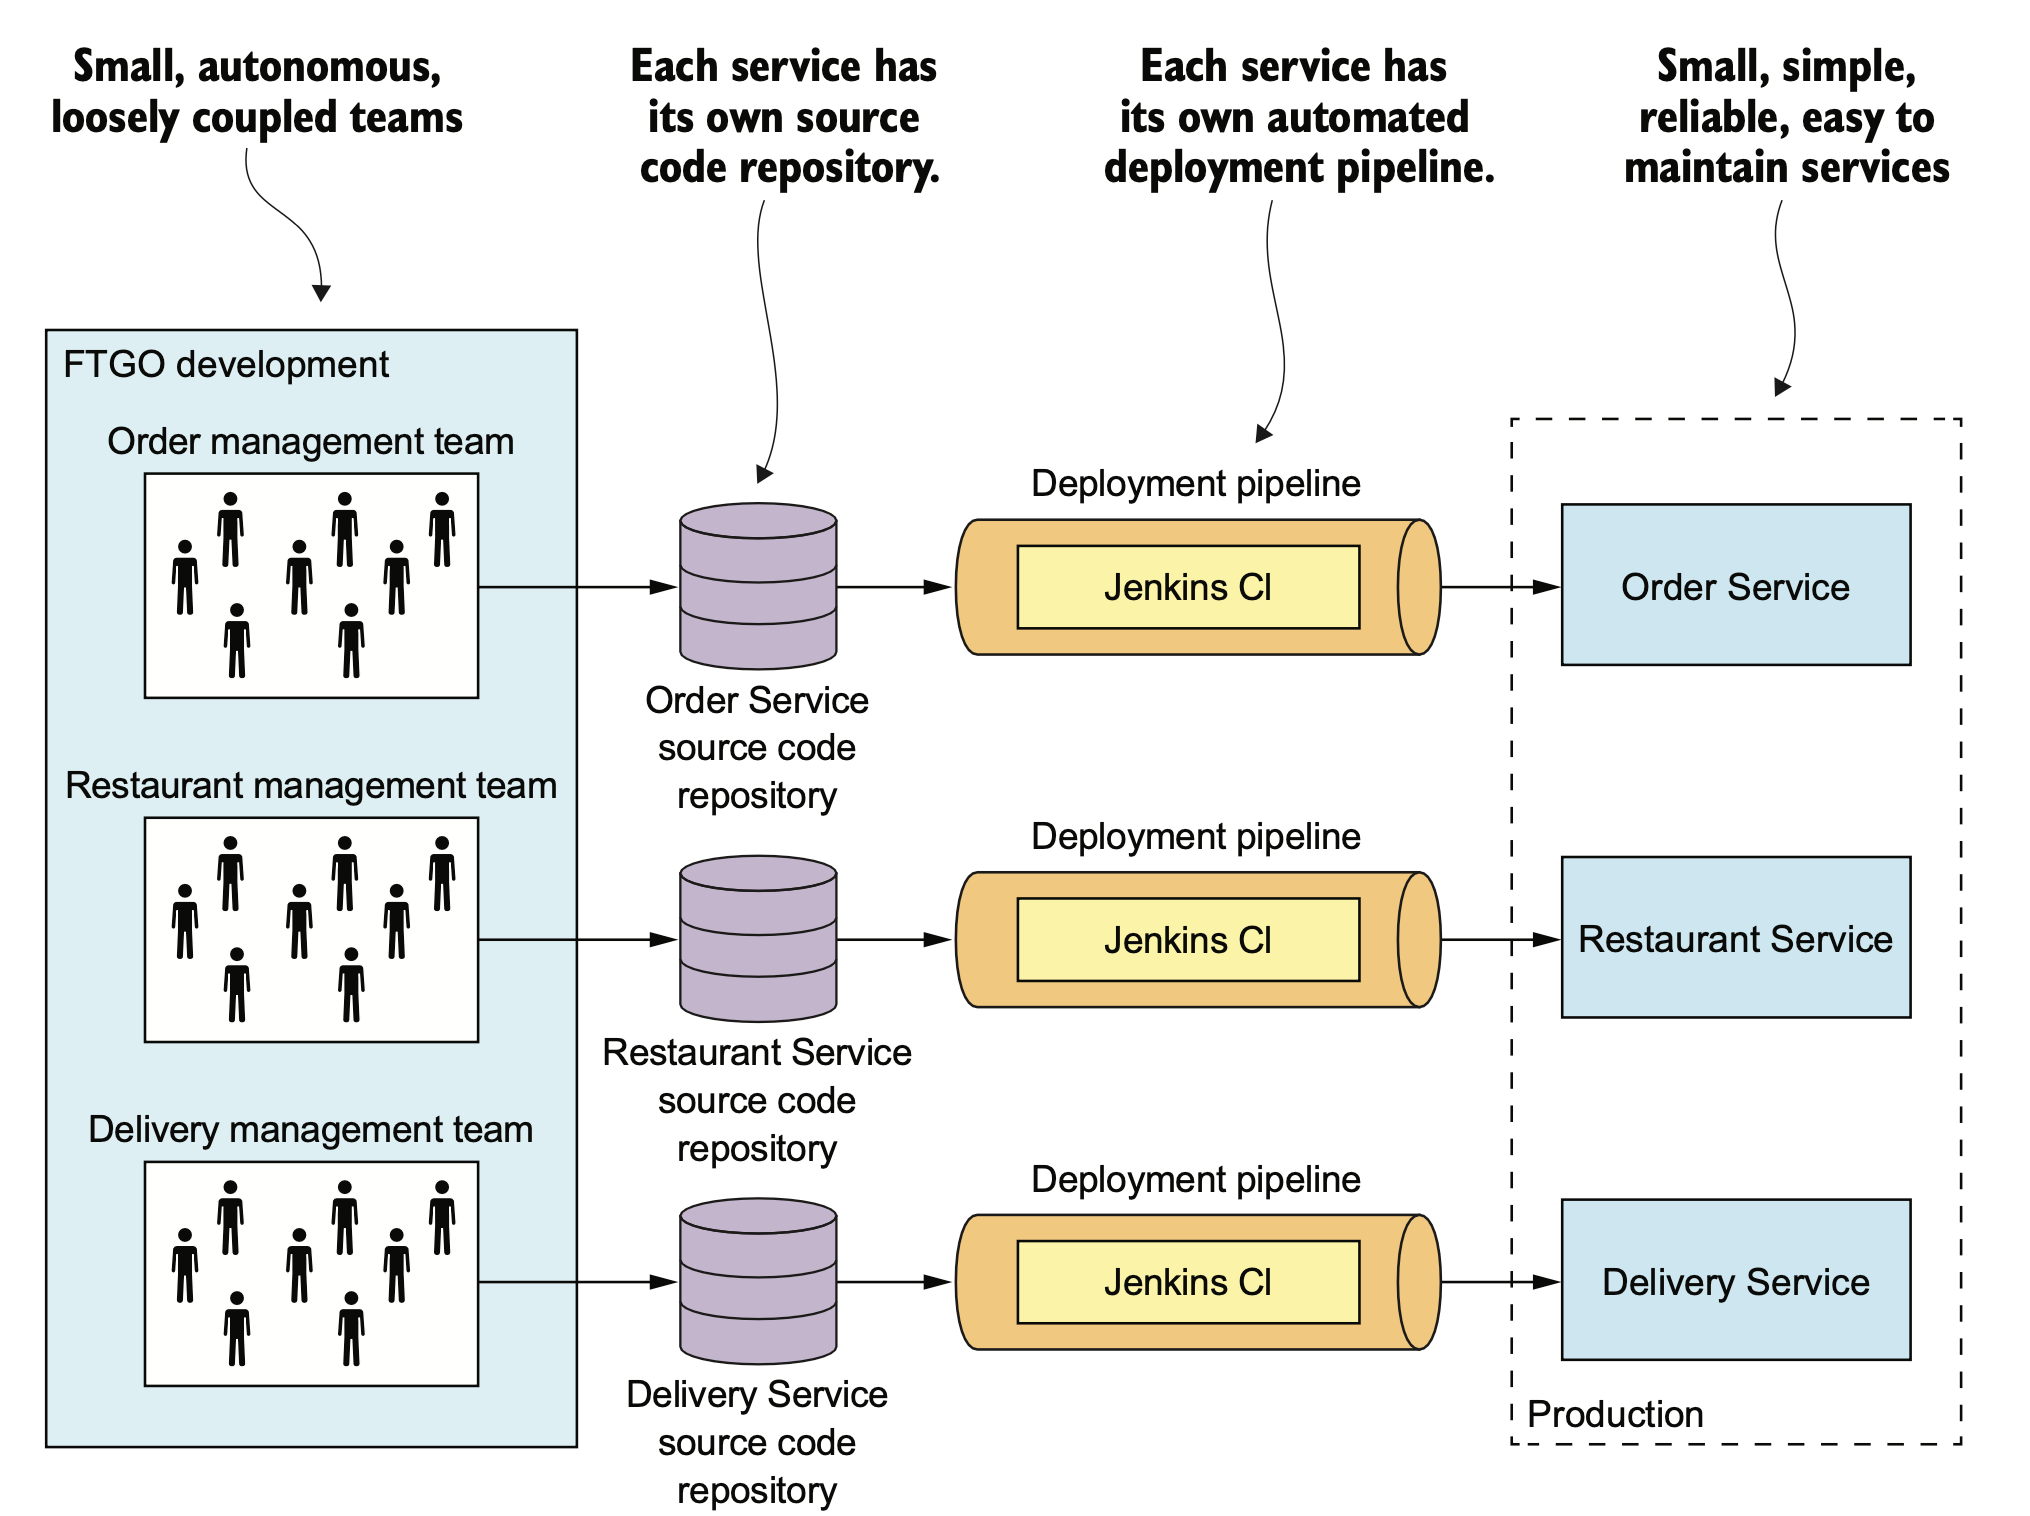 Small, autonomous,
loosely coupled teams
Each service has
its own source
code repository.
Each service has
its own automated
deployment pipeline.
Small, simple,
reliable, easy to
maintain services
FTGO development
Order management team
Deployment pipeline
Jenkins CI
Order Service
Order Service
source code
repository
Restaurant management team
Deployment pipeline
Jenkins CI
Restaurant Service
Restaurant Service
source code
repository
Delivery management team
Deployment pipeline
Jenkins CI
Delivery Service
Delivery Service
source code
repository
Production